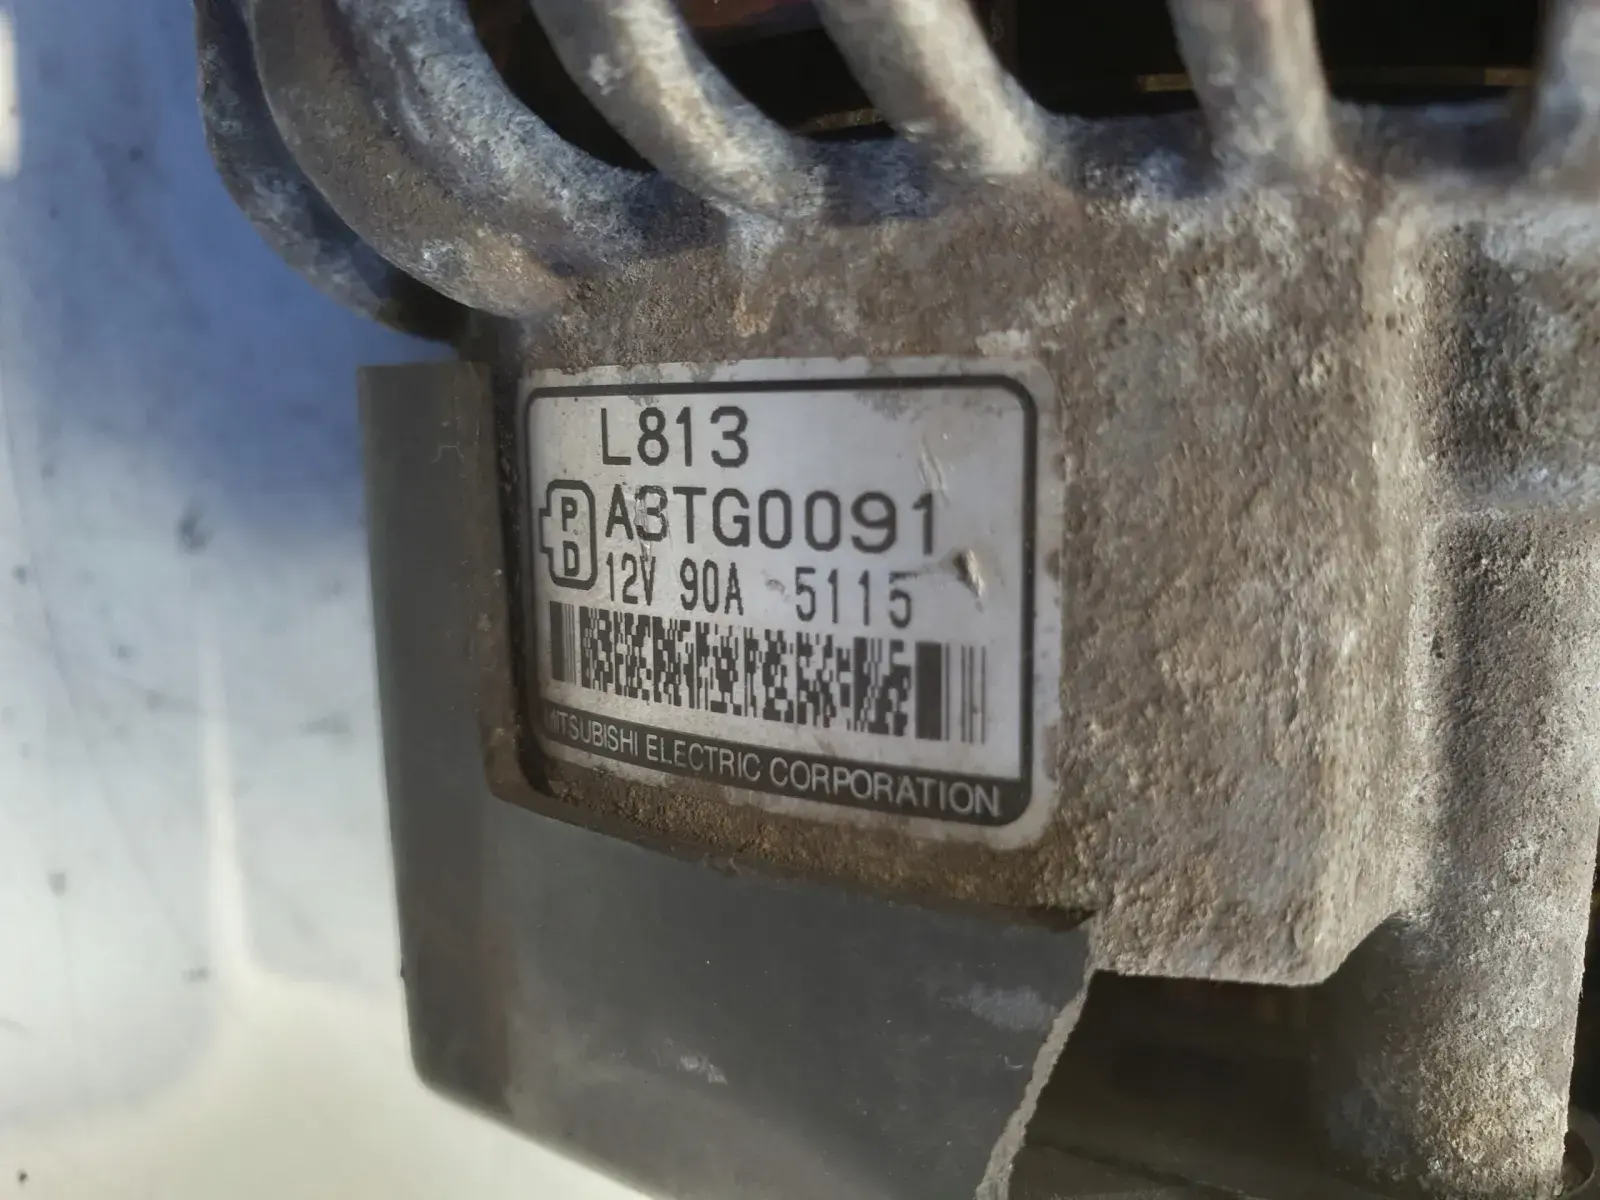 L813
P D A3TG0091
12V 90A 5115
MITSUBISHI ELECTRIC CORPORATION